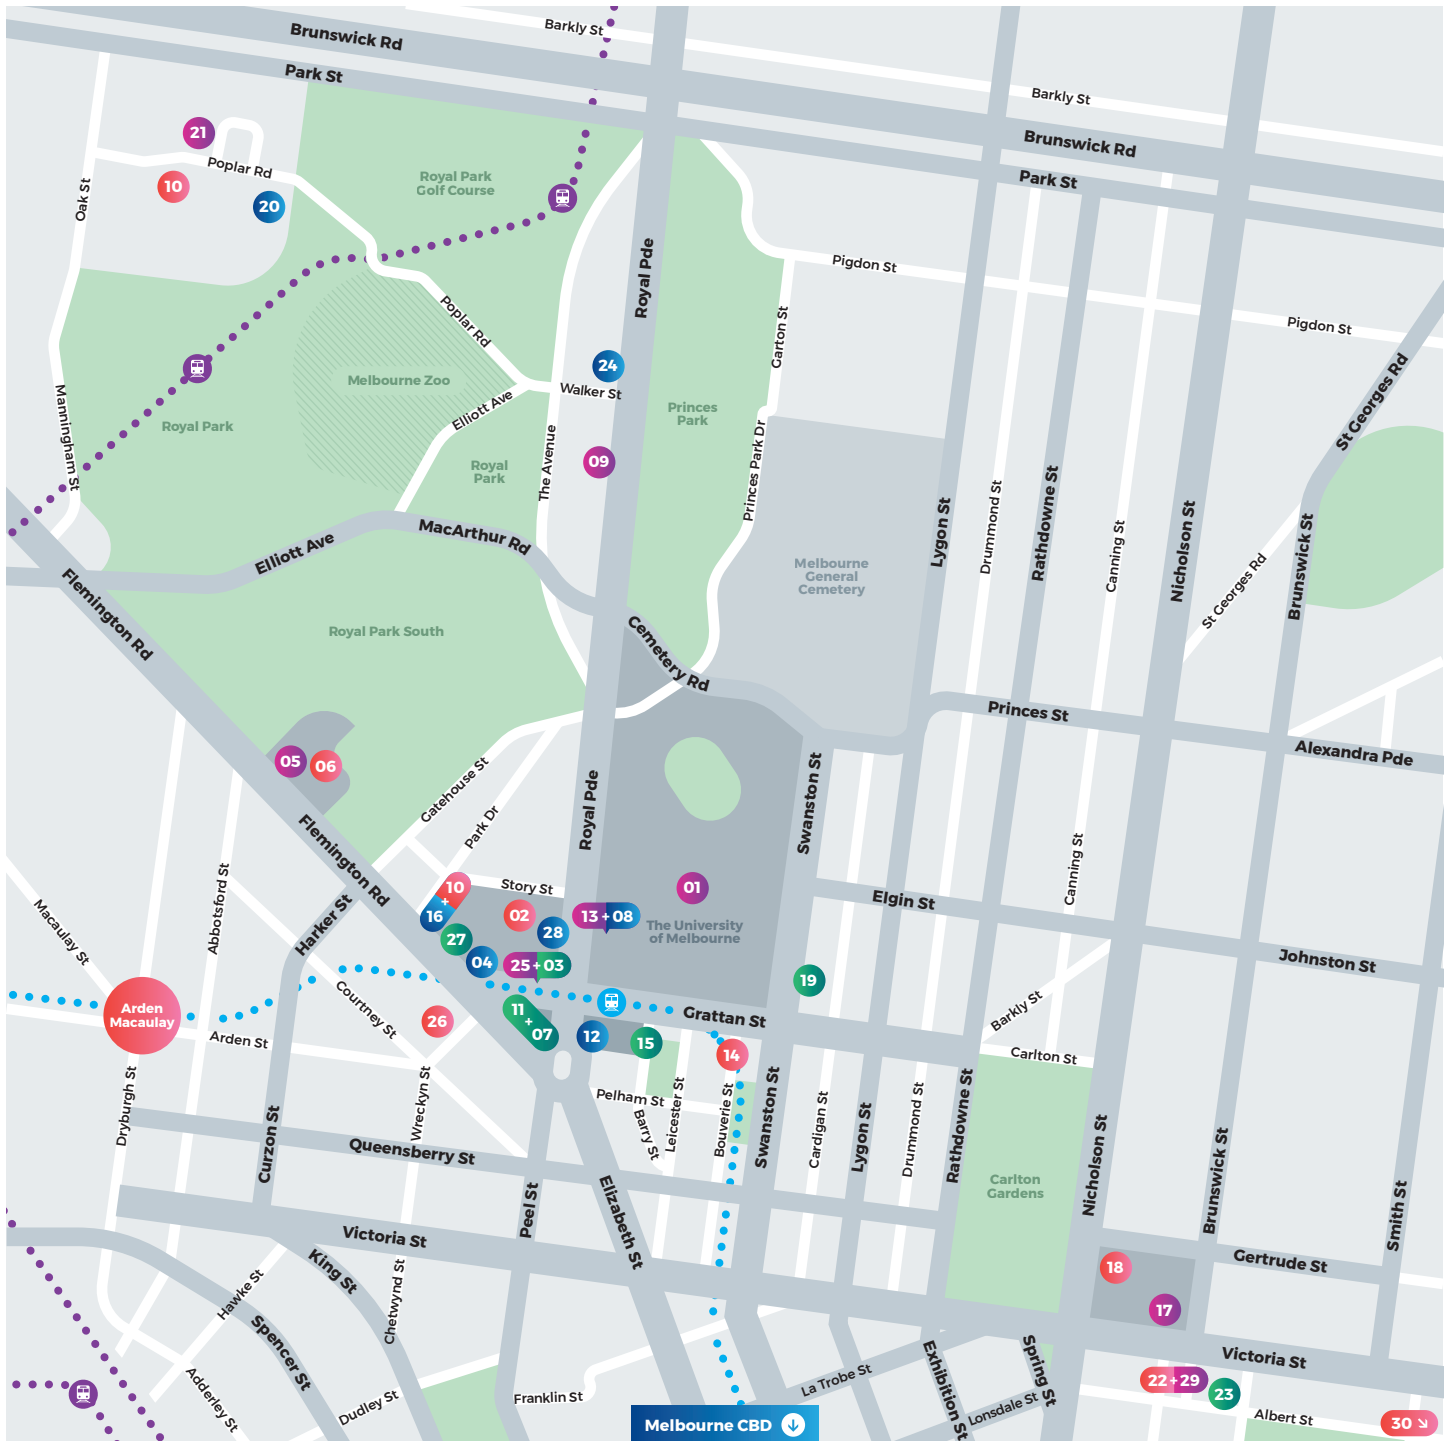 Barkly St
Brunswick Rd
Park St
Barkly St
Brunswick Rd
Park St
21
Poplar Rd
10
20
Oak St
Royal Park
Golf Course
Royal Pde
Pigdon St
Pigdon St
Poplar Rd
Garton St
St Georges Rd
24
Walker St
Melbourne Zoo
Elliott Ave
Princes
Park
Manningham St
Royal Park
Royal
Park
The Avenue
09
Princes Park Dr
MacArthur Rd
Elliott Ave
Lygon St
Drummond St
Rathdowne St
Canning St
Nicholson St
Brunswick St
St Georges Rd
Melbourne
General
Cemetery
Flemington Rd
Royal Park South
Cemetery Rd
Princes St
Alexandra Pde
05
06
Gatehouse St
Park Dr
Royal Pde
Swanston St
Flemington Rd
Canning St
Elgin St
Johnston St
10
+
16
Story St
02
28
13 + 08
01
The University
of Melbourne
27
04
25 + 03
Harker St
Abbotsford St
Macaulay St
19
Arden
Macaulay
Courtney St
26
11
+
07
12
15
Grattan St
14
Barkly St
Carlton St
Arden St
Dryburgh St
Curzon St
Wreckyn St
Pelham St
Barry St
Leicester St
Bouverie St
Swanston St
Cardigan St
Lygon St
Drummond St
Rathdowne St
Queensberry St
Carlton
Gardens
Nicholson St
Brunswick St
Smith St
Peel St
Elizabeth St
Victoria St
Gertrude St
18
17
King St
Hawke St
Chetwynd St
Spencer St
Adderley St
Dudley St
Franklin St
La Trobe St
Exhibition St
Lonsdale St
Spring St
Victoria St
22 + 29
23
Albert St
30
Melbourne CBD